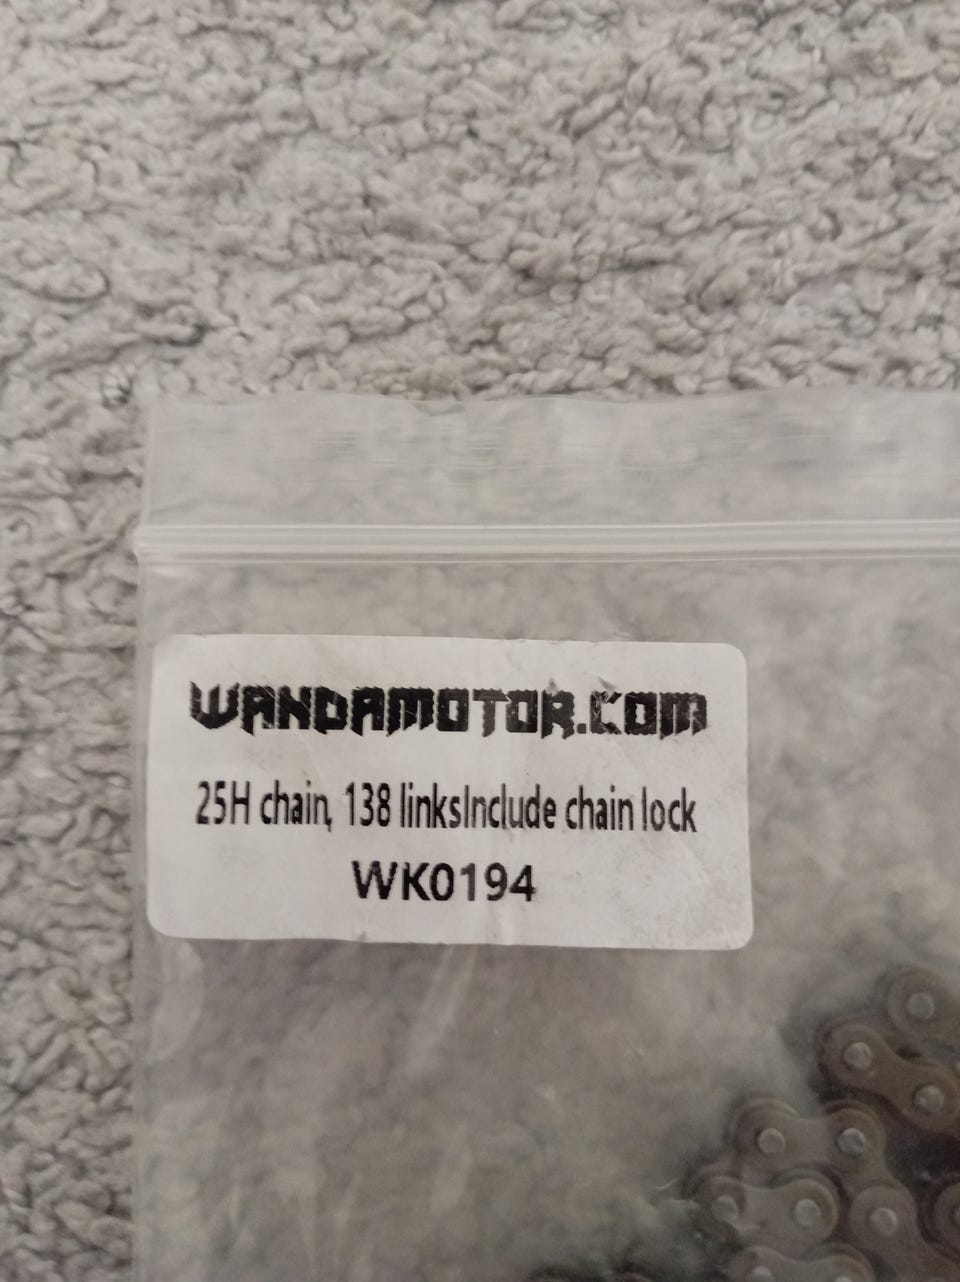 WANDAMOTOR.COM
25H chain, 138 linksInclude chain lock
WK0194